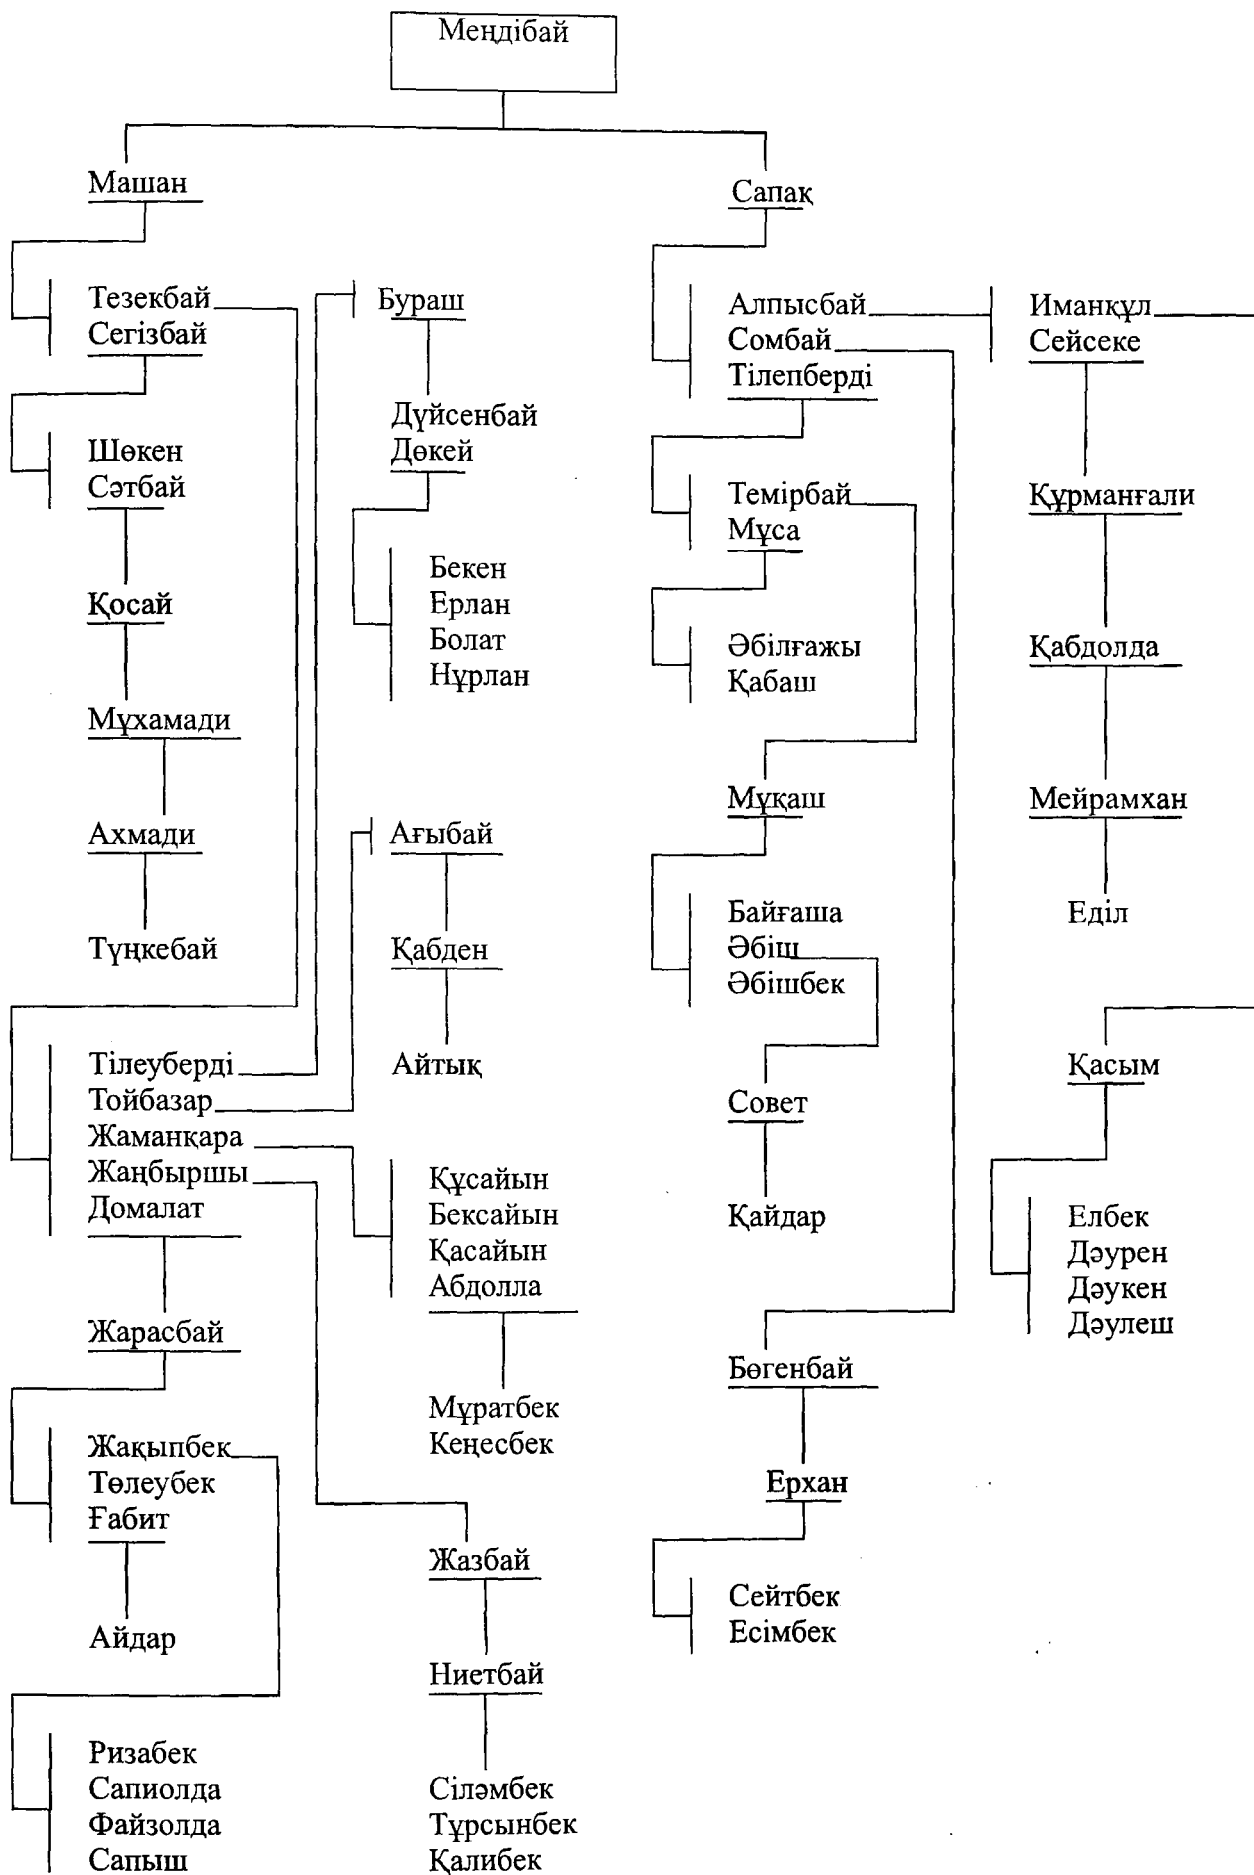 Меңдібай
Машан
Сапақ
Тезекбай
Сегізбай
Бураш
Алпысбай
Сомбай
Тілепберді
Иманқұл
Сейсеке
Дүйсенбай
Дөкей
Шөкен
Сәтбай
Темірбай
Мұса
Құрманғали
Қосай
Бекен
Ерлан
Болат
Нұрлан
Әбілғажы
Қабаш
Қабдолда
Мұхамади
Мұқаш
Мейрамхан
Ахмади
Ағыбай
Байғаша
Әбіш
Әбішбек
Еділ
Түңкебай
Қабден
Тілеуберді
Тойбазар
Жаманқара
Жаңбыршы
Домалат
Айтық
Совет
Қасым
Құсайын
Бексайын
Қасайын
Абдолла
Қайдар
Елбек
Дәурен
Дәукен
Дәулеш
Жарасбай
Бөгенбай
Мұратбек
Кеңесбек
Жақыпбек
Төлеубек
Ғабит
Ерхан
Жазбай
Сейтбек
Есімбек
Айдар
Ниетбай
Ризабек
Сапиолда
Файзолда
Сапыш
Сіләмбек
Тұрсынбек
Қалибек